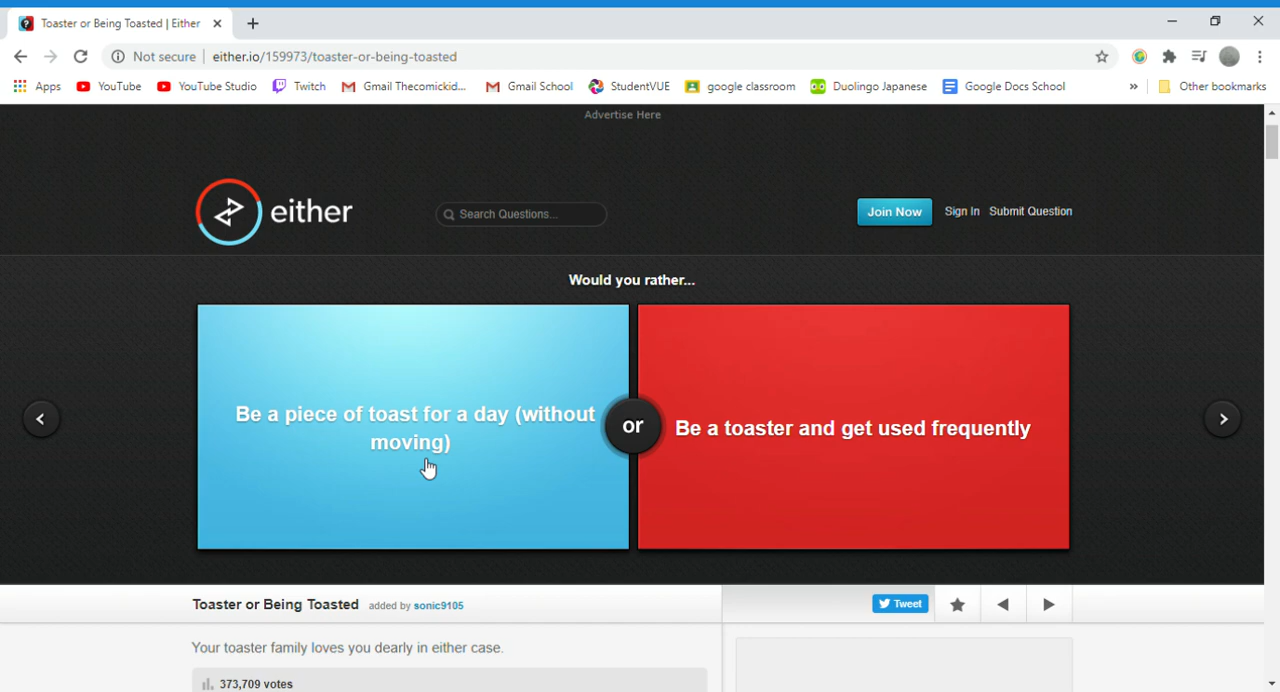 Toaster or Being Toasted | Either
Not secure | either.io/159973/toaster-or-being-toasted
Apps YouTube YouTube Studio Twitch Gmail Thecomickid... Gmail School StudentVUE google classroom Duolingo Japanese Google Docs School » Other bookmarks
Advertise Here
either
Search Questions...
Join Now Sign In Submit Question
Would you rather...
Be a piece of toast for a day (without
moving)
or
Be a toaster and get used frequently
Toaster or Being Toasted added by sonic9105
Tweet
Your toaster family loves you dearly in either case.
373,709 votes